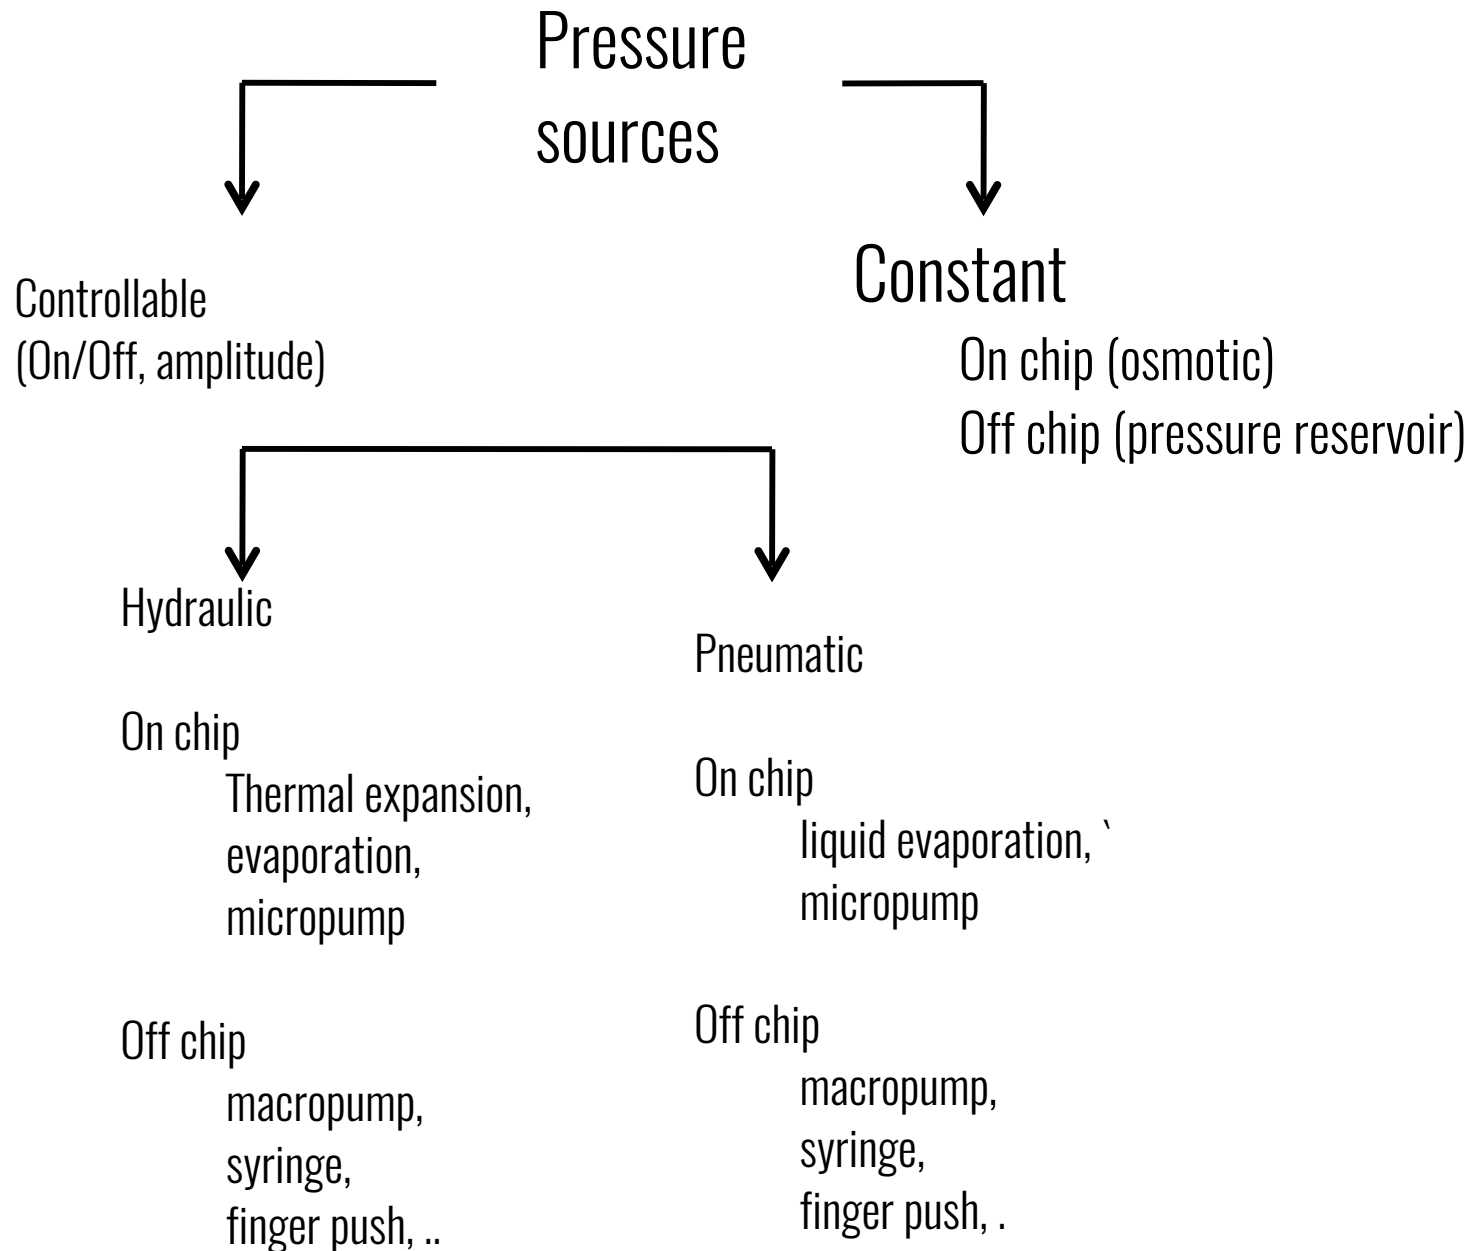 Pressure
sources
Controllable
(On/Off, amplitude)
Constant
On chip (osmotic)
Off chip (pressure reservoir)
Hydraulic
On chip
Thermal expansion,
evaporation,
micropump
Off chip
macropump,
syringe,
finger push, ..
Pneumatic
On chip
liquid evaporation, `
micropump
Off chip
macropump,
syringe,
finger push, .